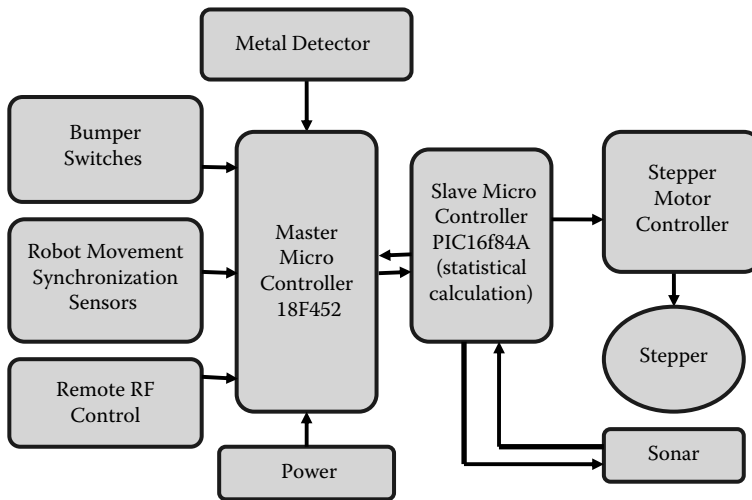 Metal Detector
Bumper
Switches
Robot Movement
Synchronization
Sensors
Remote RF
Control
Master
Micro
Controller
18F452
Power
Slave Micro
Controller
PIC16f84A
(statistical
calculation)
Stepper
Motor
Controller
Stepper
Sonar